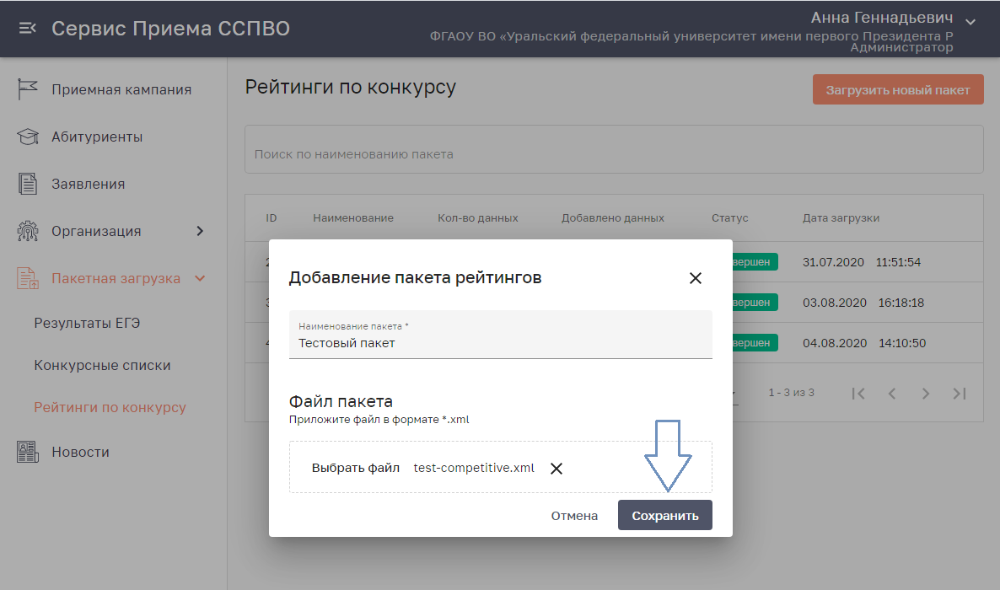 Сервис Приема ССПВО
Анна Геннадьевич
ФГАОУ ВО «Уральский федеральный университет имени первого Президента Р
Администратор
Приемная кампания
Абитуриенты
Заявления
Организация
Пакетная загрузка
Результаты ЕГЭ
Конкурсные списки
Рейтинги по конкурсу
Новости
Рейтинги по конкурсу
Загрузить новый пакет
Поиск по наименованию пакета
ID Наименование Кол-во данных Добавлено данных Статус Дата загрузки
вершен 31.07.2020 11:51:54
вершен 03.08.2020 16:18:18
вершен 04.08.2020 14:10:50
1 - 3 из 3
Добавление пакета рейтингов
Наименование пакета *
Тестовый пакет
Файл пакета
Приложите файл в формате *.xml
Выбрать файл test-competitive.xml
Отмена Сохранить